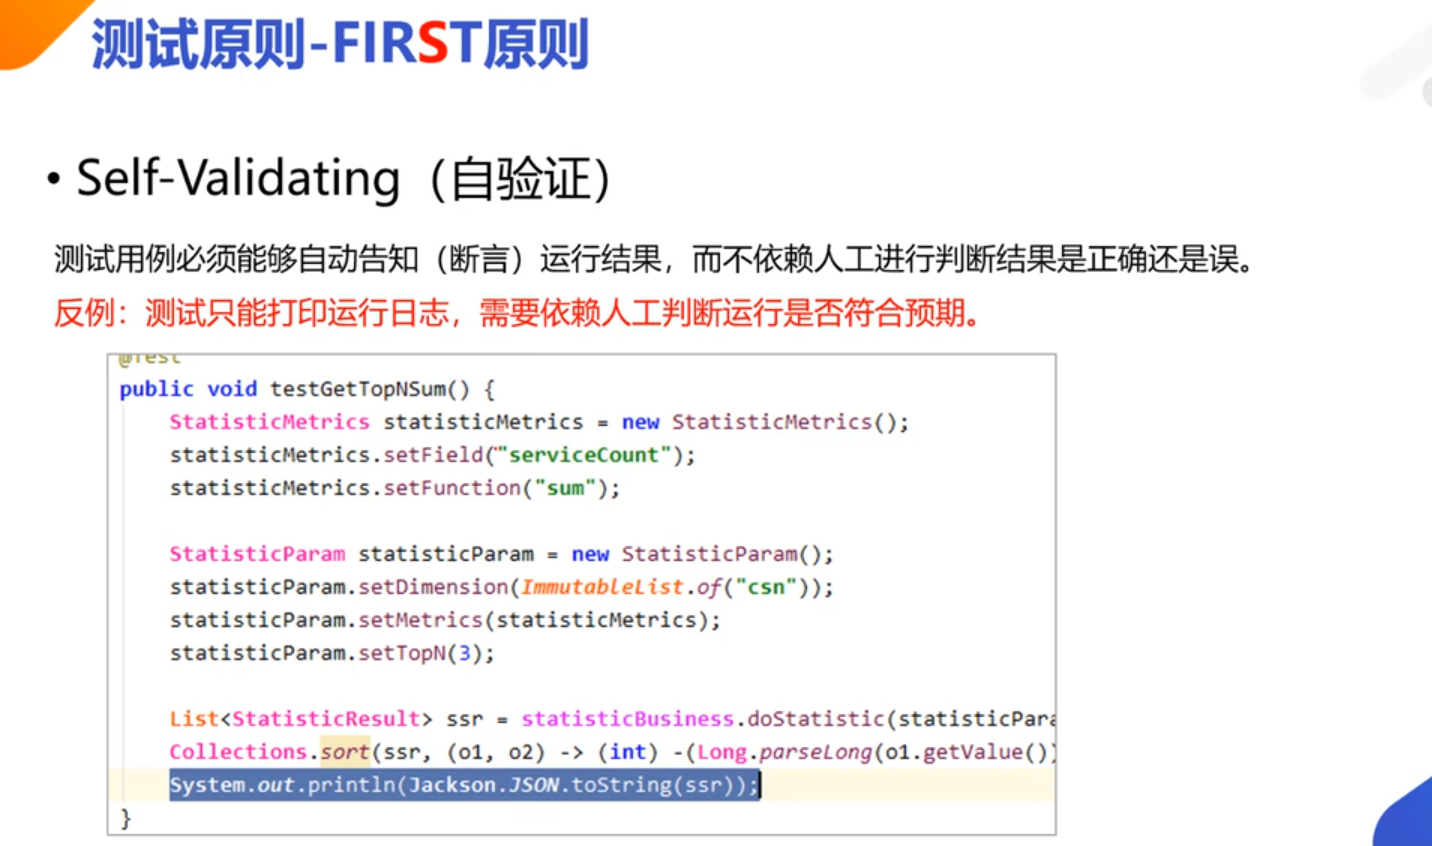 测试原则-FIRST原则
• Self-Validating（自验证）
测试用例必须能够自动告知（断言）运行结果，而不依赖人工进行判断结果是正确还是误。
反例：测试只能打印运行日志，需要依赖人工判断运行是否符合预期。
@Test
public void testGetTopNSum() {
StatisticMetrics statisticMetrics = new StatisticMetrics();
statisticMetrics.setField("serviceCount");
statisticMetrics.setFunction("sum");
StatisticParam statisticParam = new StatisticParam();
statisticParam.setDimension(ImmutableList.of("csn"));
statisticParam.setMetrics(statisticMetrics);
statisticParam.setTopN(3);
List<StatisticResult> ssr = statisticBusiness.doStatistic(statisticPara
Collections.sort(ssr, (o1, o2) -> (int) -(Long.parseLong(o1.getValue())
System.out.println(Jackson.JSON.toString(ssr));
}